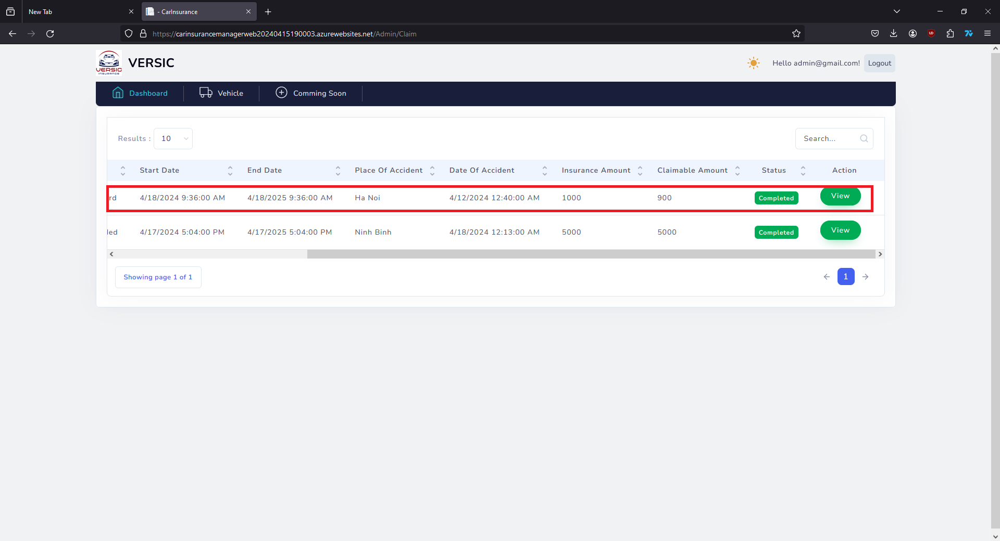 New Tab
- CarInsurance
https://carinsurancemanagerweb20240415190003.azurewebsites.net/Admin/Claim
VERSIC INSURANCE
VERSIC
Hello admin@gmail.com!
Logout
Dashboard
Vehicle
Comming Soon
Results :
10
Search...
Start Date End Date Place Of Accident Date Of Accident Insurance Amount Claimable Amount Status Action
rd 4/18/2024 9:36:00 AM 4/18/2025 9:36:00 AM Ha Noi 4/12/2024 12:40:00 AM 1000 900 Completed View
led 4/17/2024 5:04:00 PM 4/17/2025 5:04:00 PM Ninh Binh 4/18/2024 12:13:00 AM 5000 5000 Completed View
Showing page 1 of 1
1